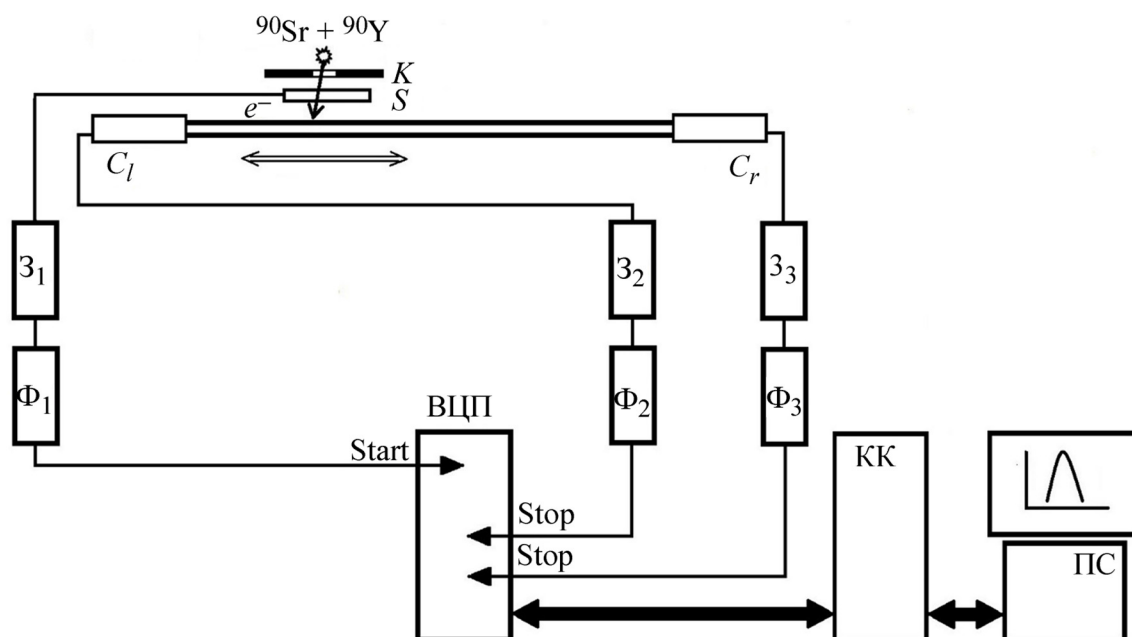 ⁹⁰Sr + ⁹⁰Y
K
e⁻ S
C_l
C_r
З₁
З₂
З₃
Ф₁
Ф₂
Ф₃
ВЦП
Start
КК
Stop
Stop
ПС